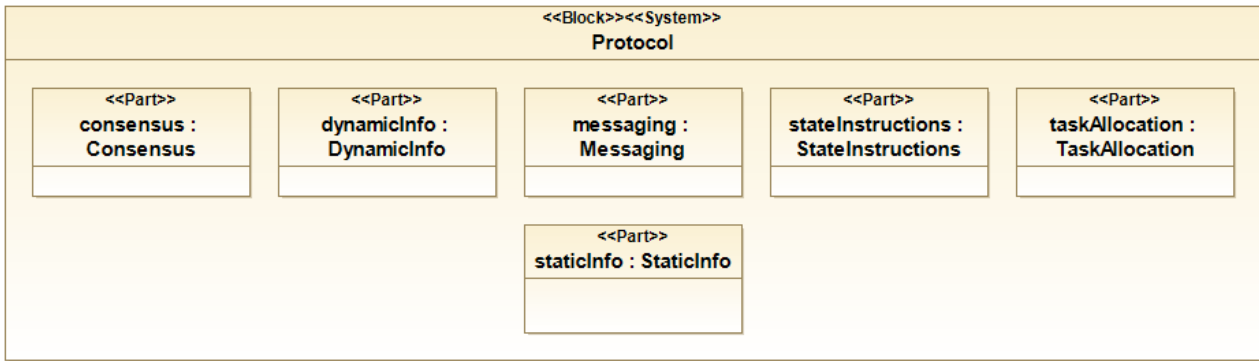 <<Block>><<System>>
Protocol
<<Part>>
consensus :
Consensus
<<Part>>
dynamicInfo :
DynamicInfo
<<Part>>
messaging :
Messaging
<<Part>>
stateInstructions :
StateInstructions
<<Part>>
taskAllocation :
TaskAllocation
<<Part>>
staticInfo : StaticInfo